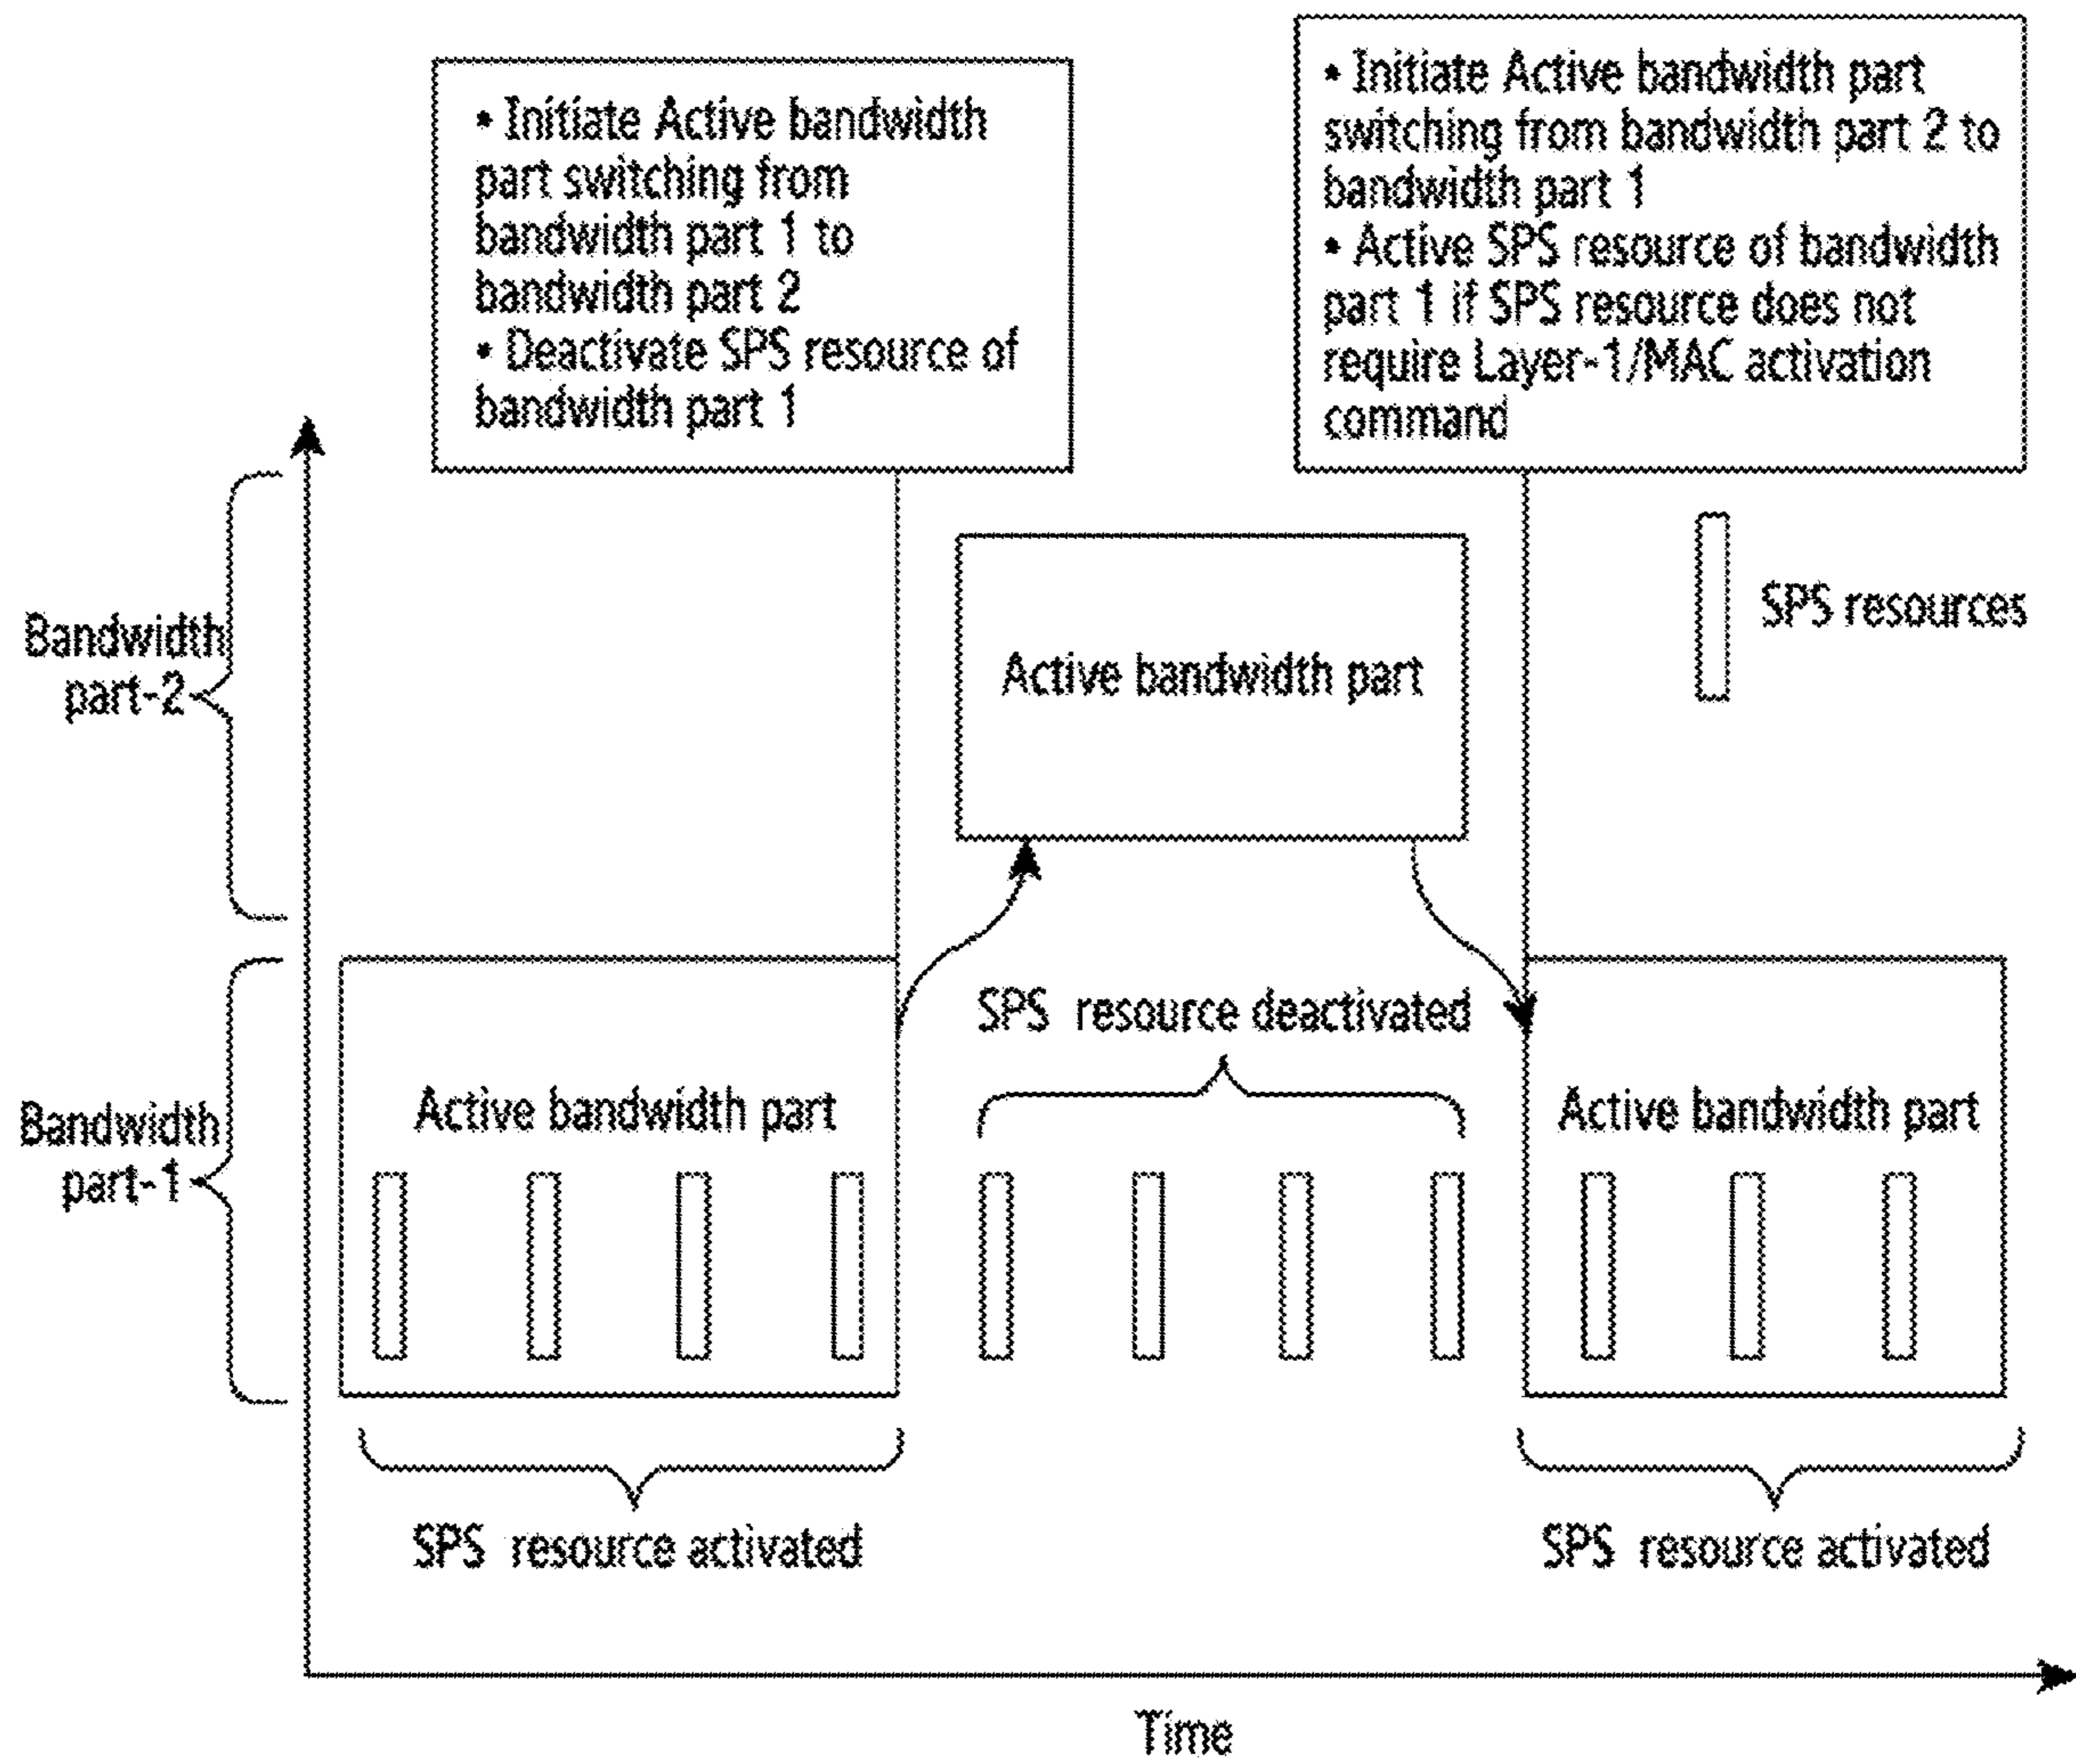 • Initiate Active bandwidth
part switching from
bandwidth part 1 to
bandwidth part 2
• Deactivate SPS resource of
bandwidth part 1
• Initiate Active bandwidth part
switching from bandwidth part 2 to
bandwidth part 1
• Active SPS resource of bandwidth
part 1 if SPS resource does not
require Layer-1/MAC activation
command
SPS resources
Bandwidth
part-2
Active bandwidth part
SPS resource deactivated
Bandwidth
part-1
Active bandwidth part
Active bandwidth part
SPS resource activated
SPS resource activated
Time